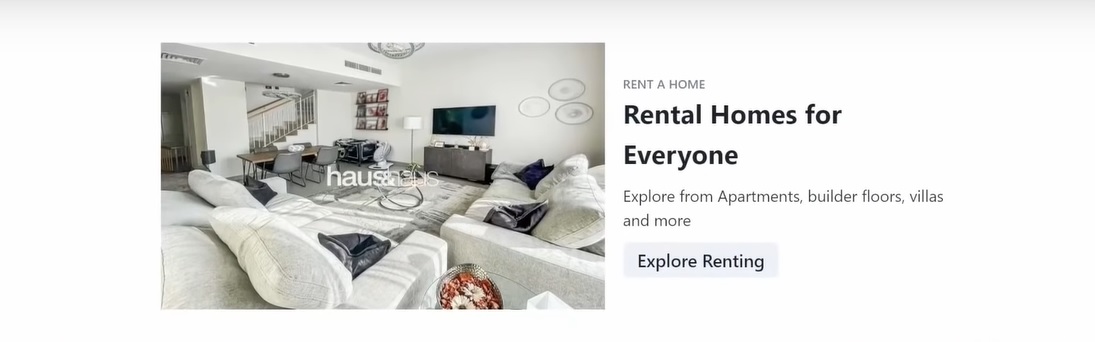 haus&haus
RENT A HOME
Rental Homes for
Everyone
Explore from Apartments, builder floors, villas
and more
Explore Renting